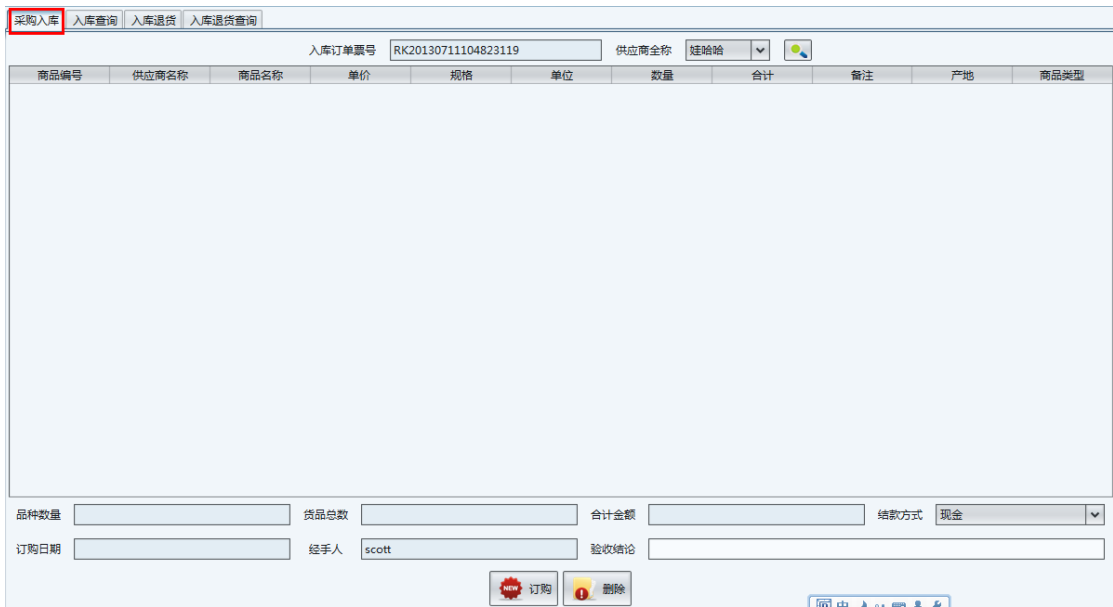 采购入库 入库查询 入库退货 入库退货查询
入库订单票号 RK20130711104823119 供应商全称 娃哈哈
商品编号 供应商名称 商品名称 单价 规格 单位 数量 合计 备注 产地 商品类型
品种数量 货品总数 合计金额 结款方式 现金
订购日期 经手人 scott 验收结论
NEW 订购 删除
中